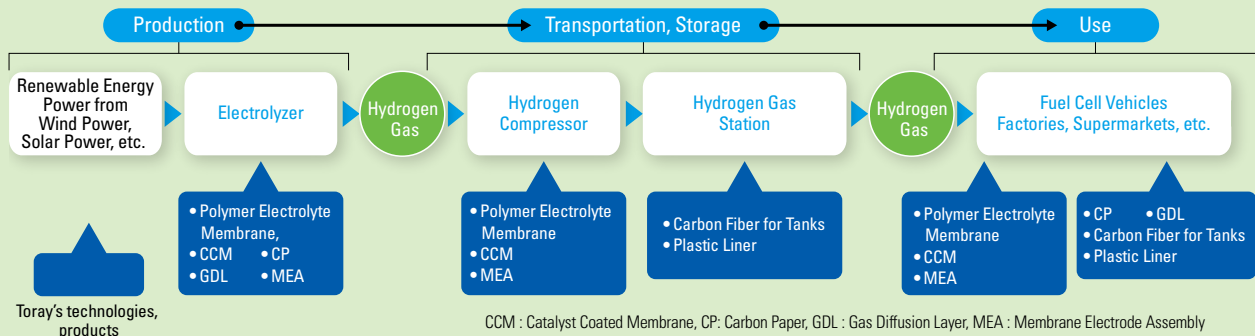 Production
Transportation, Storage
Use
Renewable Energy
Power from
Wind Power,
Solar Power, etc.
Electrolyzer
Hydrogen
Gas
Hydrogen
Compressor
Hydrogen Gas
Station
Hydrogen
Gas
Fuel Cell Vehicles
Factories, Supermarkets, etc.
• Polymer Electrolyte
Membrane,
• CCM • CP
• GDL • MEA
• Polymer Electrolyte
Membrane
• CCM
• MEA
• Carbon Fiber for Tanks
• Plastic Liner
• Polymer Electrolyte
Membrane
• CCM
• MEA
• CP • GDL
• Carbon Fiber for Tanks
• Plastic Liner
Toray's technologies,
products
CCM : Catalyst Coated Membrane, CP: Carbon Paper, GDL : Gas Diffusion Layer, MEA : Membrane Electrode Assembly